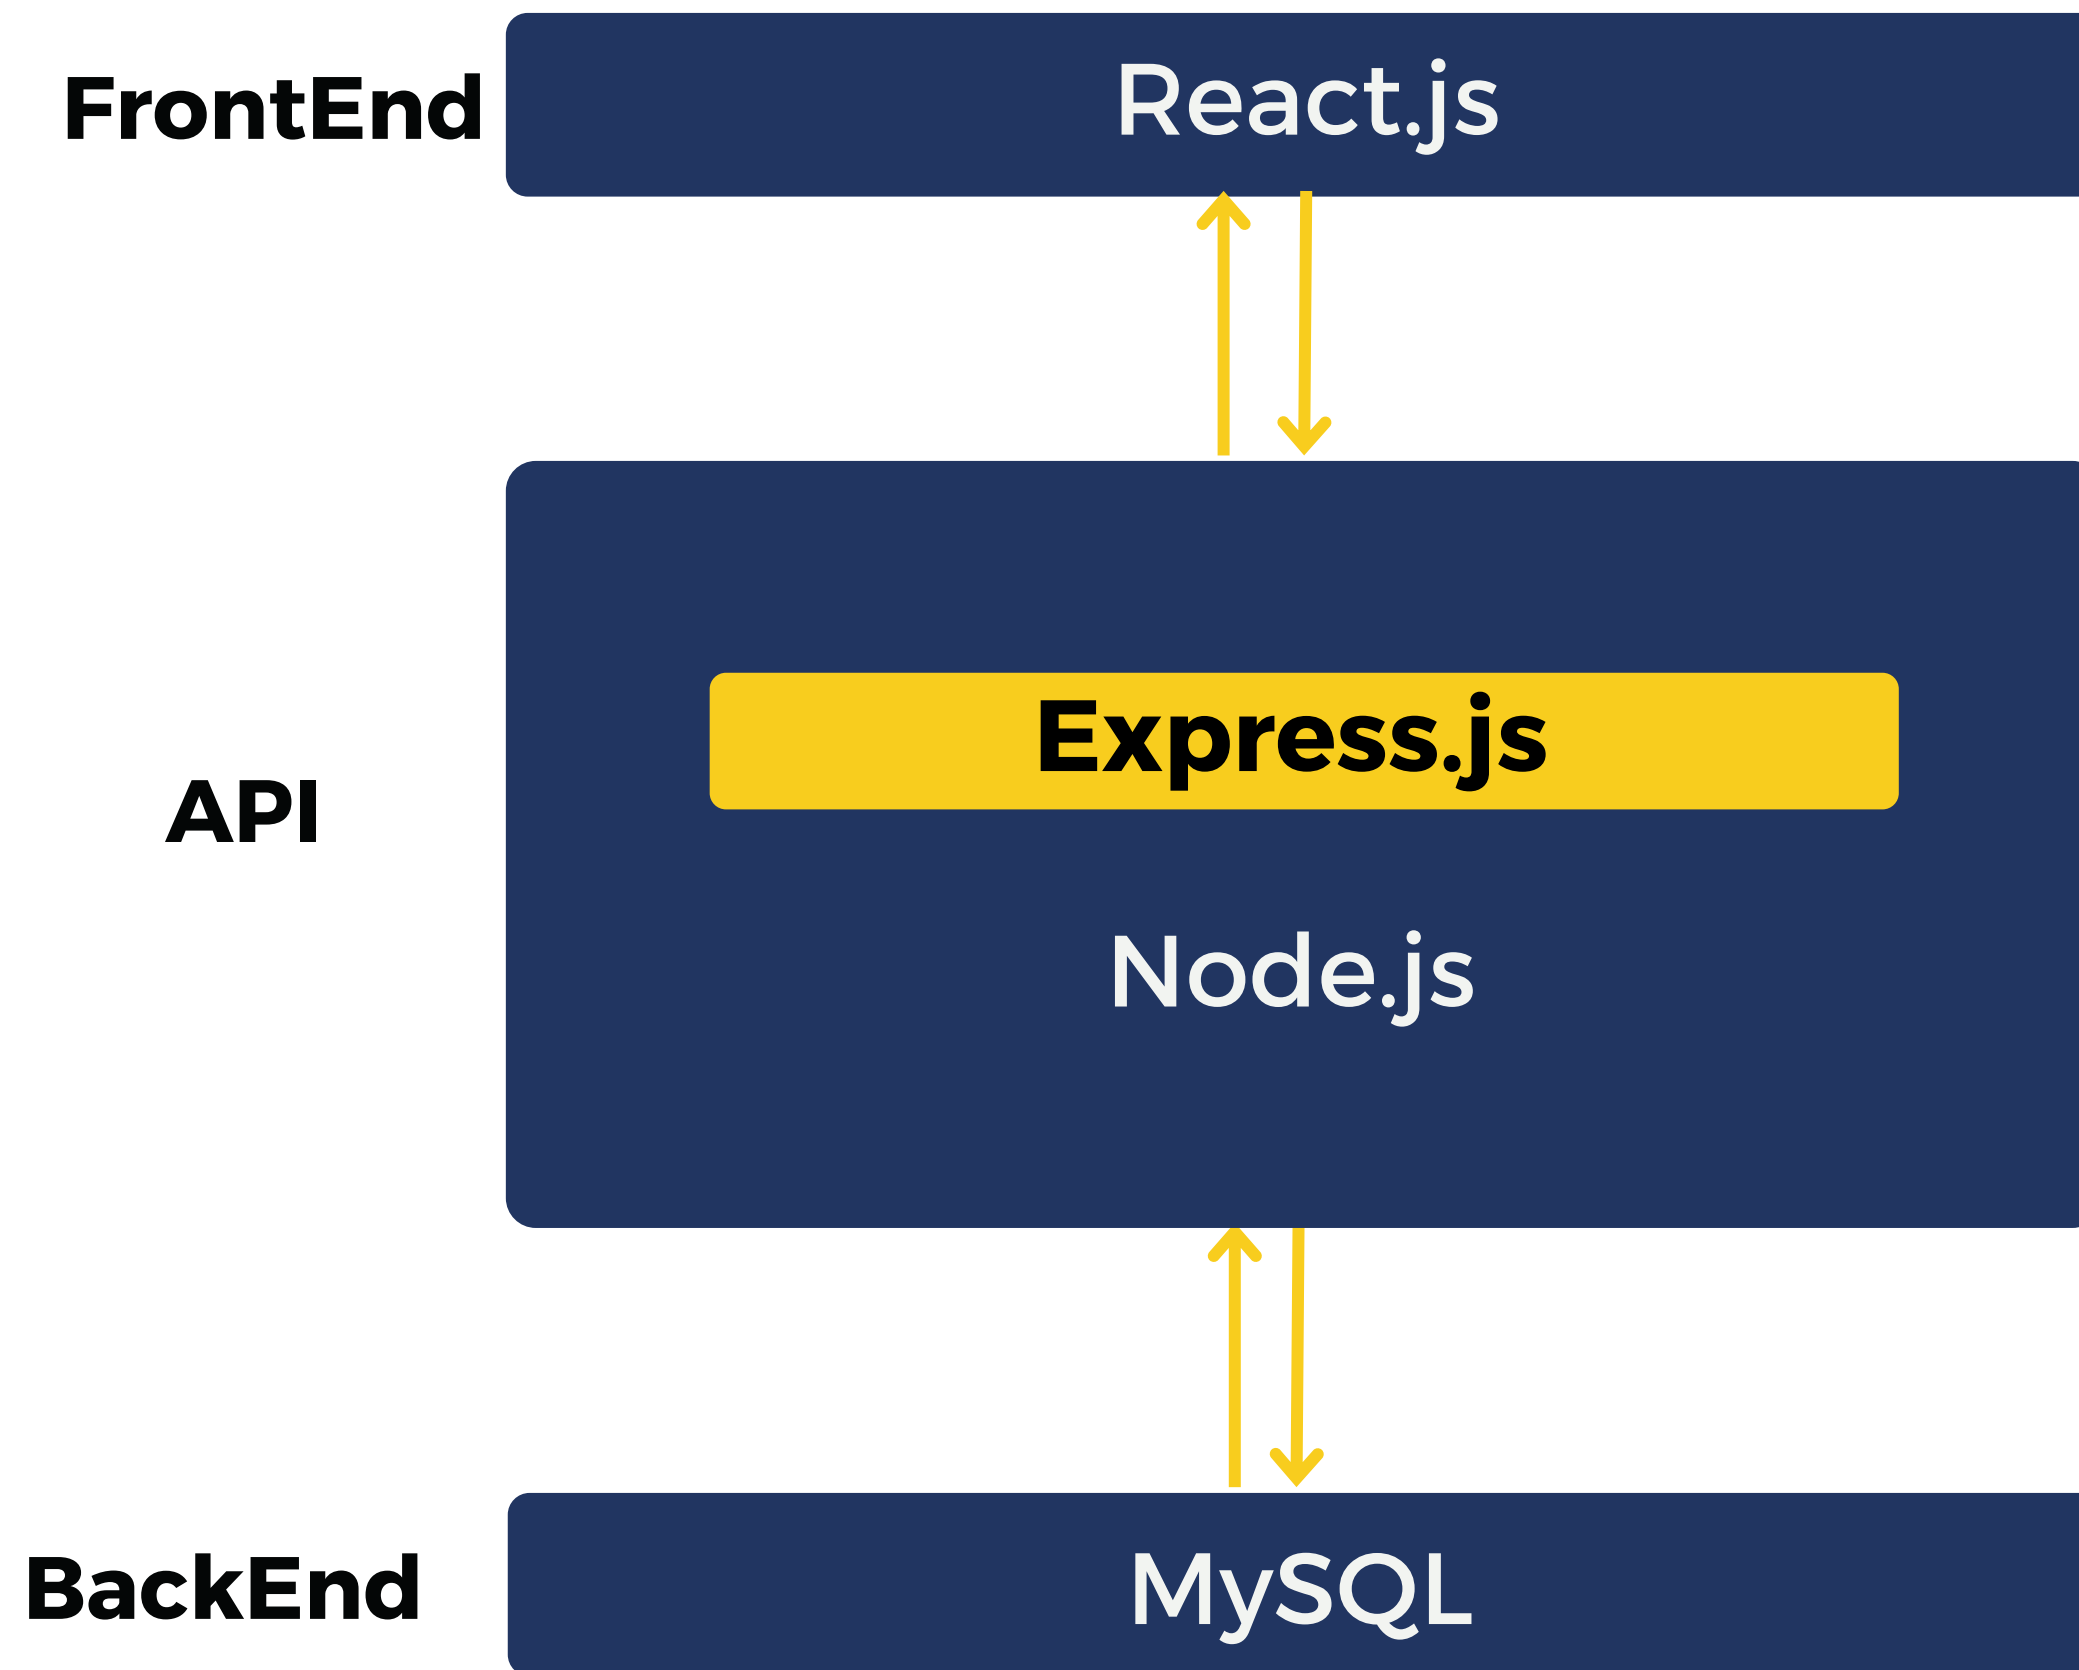 FrontEnd
React.js
API
Express.js
Node.js
BackEnd
MySQL